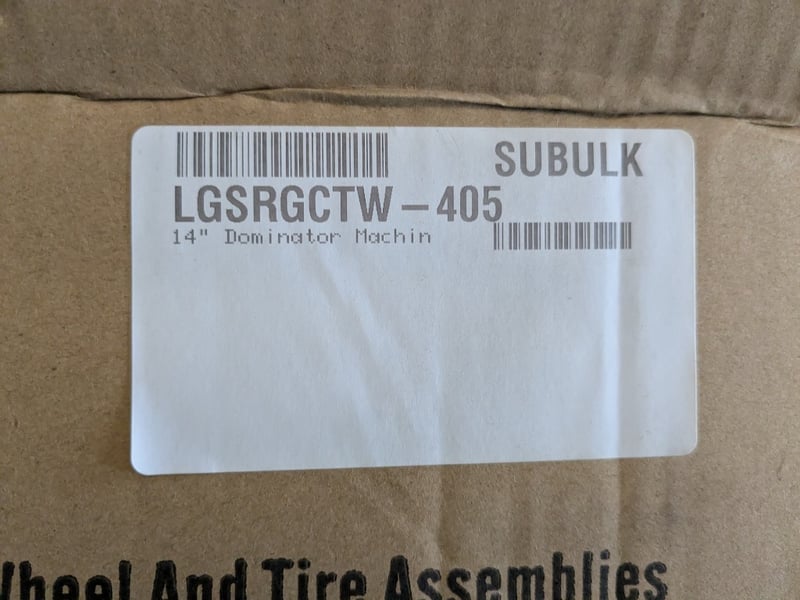 SUBULK
LGSRGCTW-405
14" Dominator Machin
Wheel And Tire Assemblies